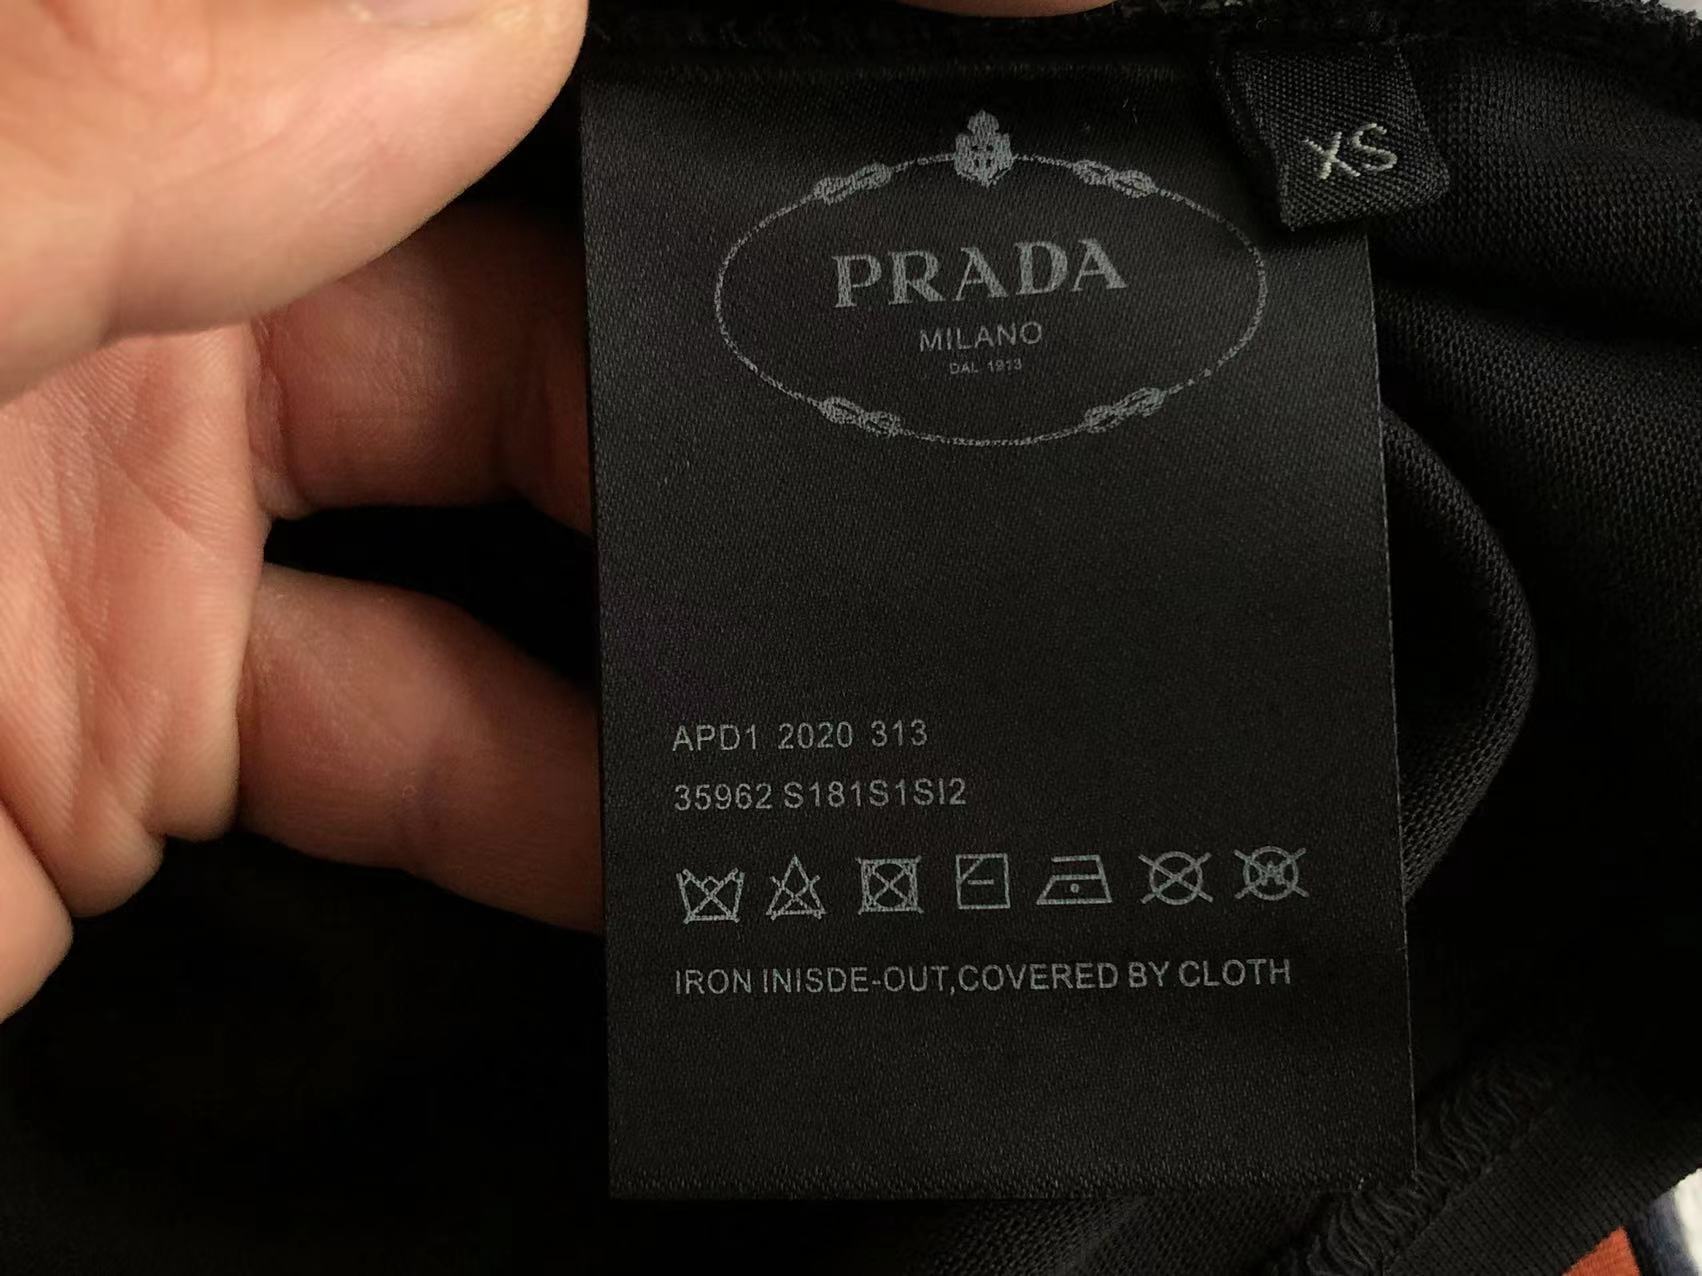 XS
PRADA
MILANO
DAL 1913
APD1 2020 313
35962 S181S1SI2
W
IRON INISDE-OUT,COVERED BY CLOTH